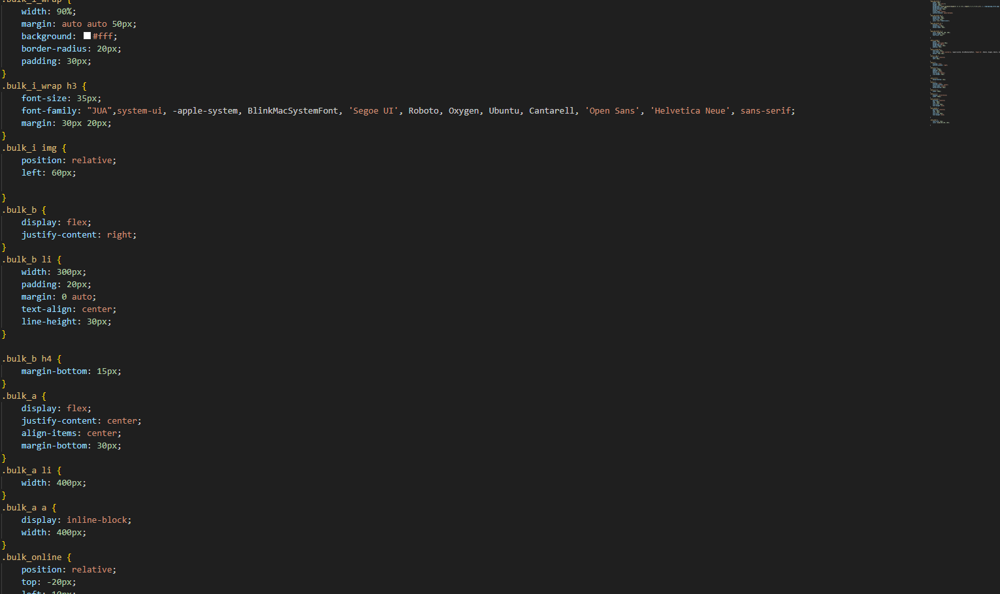 .bulk_i_wrap {
    width: 90%;
    margin: auto auto 50px;
    background: #fff;
    border-radius: 20px;
    padding: 30px;
}
.bulk_i_wrap h3 {
    font-size: 35px;
    font-family: "JUA",system-ui, -apple-system, BlinkMacSystemFont, 'Segoe UI', Roboto, Oxygen, Ubuntu, Cantarell, 'Open Sans', 'Helvetica Neue', sans-serif;
    margin: 30px 20px;
}
.bulk_i img {
    position: relative;
    left: 60px;

}
.bulk_b {
    display: flex;
    justify-content: right;
}
.bulk_b li {
    width: 300px;
    padding: 20px;
    margin: 0 auto;
    text-align: center;
    line-height: 30px;
}

.bulk_b h4 {
    margin-bottom: 15px;
}
.bulk_a {
    display: flex;
    justify-content: center;
    align-items: center;
    margin-bottom: 30px;
}
.bulk_a li {
    width: 400px;
}
.bulk_a a {
    display: inline-block;
    width: 400px;
}
.bulk_online {
    position: relative;
    top: -20px;
    left: 10px;